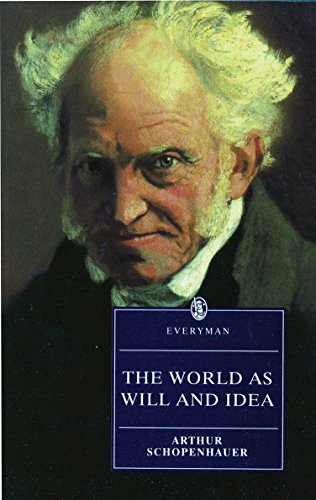 EVERYMAN
THE WORLD AS
WILL AND IDEA
ARTHUR
SCHOPENHAUER